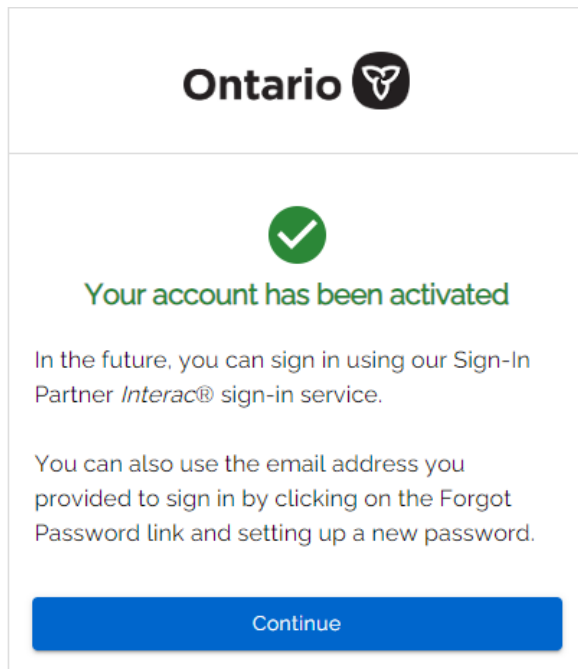 Ontario
Your account has been activated
In the future, you can sign in using our Sign-In
Partner Interac® sign-in service.
You can also use the email address you
provided to sign in by clicking on the Forgot
Password link and setting up a new password.
Continue